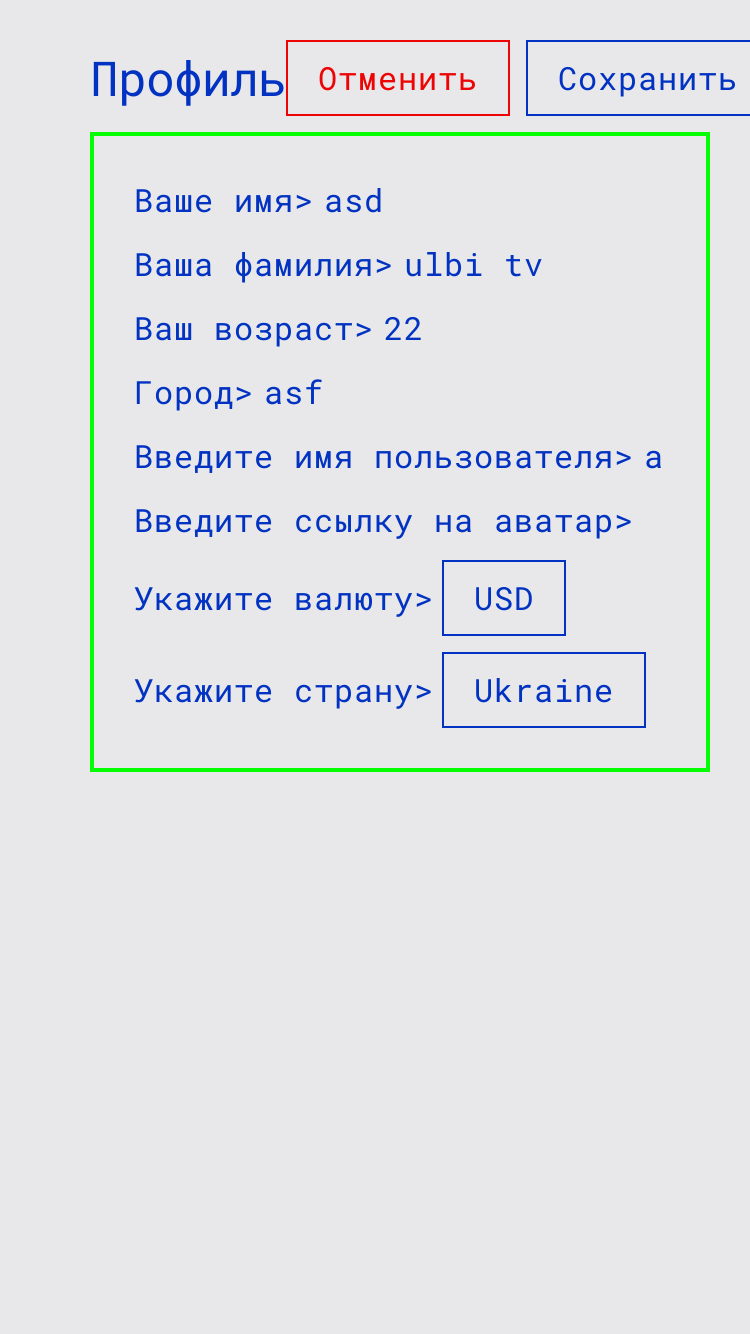 Профиль Отменить Сохранить
Ваше имя> asd
Ваша фамилия> ulbi tv
Ваш возраст> 22
Город> asf
Введите имя пользователя> a
Введите ссылку на аватар>
Укажите валюту> USD
Укажите страну> Ukraine